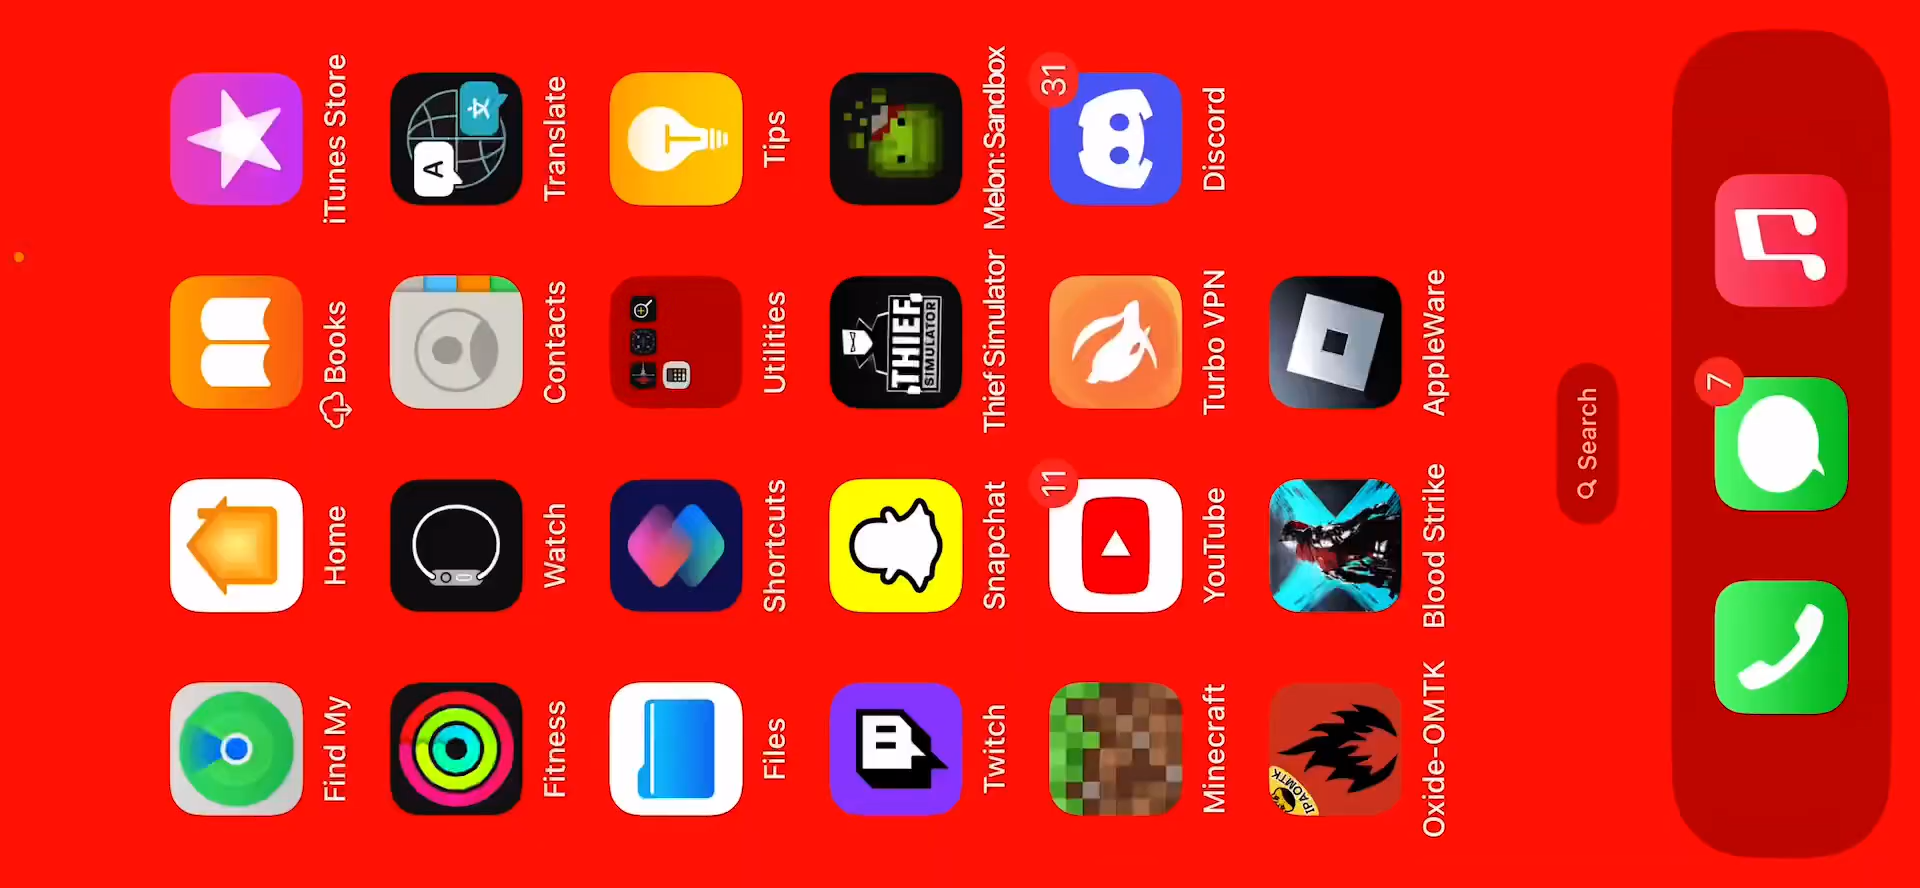 Find My
Home
Books
iTunes Store
Fitness
Watch
Contacts
A
文
Translate
Files
Shortcuts
Utilities
Tips
Twitch
Snapchat
THIEF
SIMULATOR
Thief Simulator
Melon:Sandbox
Minecraft
11
YouTube
Turbo VPN
31
Discord
IPAOMTK
Oxide-OMTK
Blood Strike
AppleWare
Search
7